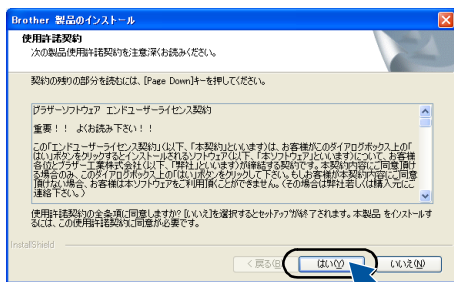 Brother 製品のインストール
使用許諾契約
次の製品使用許諾契約を注意深くお読みください。
契約の残りの部分を読むには、[Page Down]キーを押してください。
ブラザーソフトウェア エンドユーザーライセンス契約
重要!! よくお読み下さい!!
この「エンドユーザーライセンス契約」(以下、「本契約」といいます)は、お客様がこのダイアログボックス上の「
はい」ボタンをクリックするとインストールされるソフトウェア(以下、「本ソフトウェア」といいます)について、お客様
各位とブラザー工業株式会社(以下、「弊社」といいます)が締結する契約です。本契約内容にご同意頂け
る場合のみ、このダイアログボックス上の「はい」ボタンをクリックして下さい。もしお客様が本契約内容にご同意
頂けない場合、お客様は本ソフトウェアをご利用頂くことができません。(その場合は弊社若しくは購入元にご
連絡下さい。)
使用許諾契約の全条項に同意しますか? [いいえ]を選択するとセットアップが終了されます。本製品 をインストールす
るには、この使用許諾契約に同意が必要です。
InstallShield
< 戻る(B) はい(Y) いいえ(N)